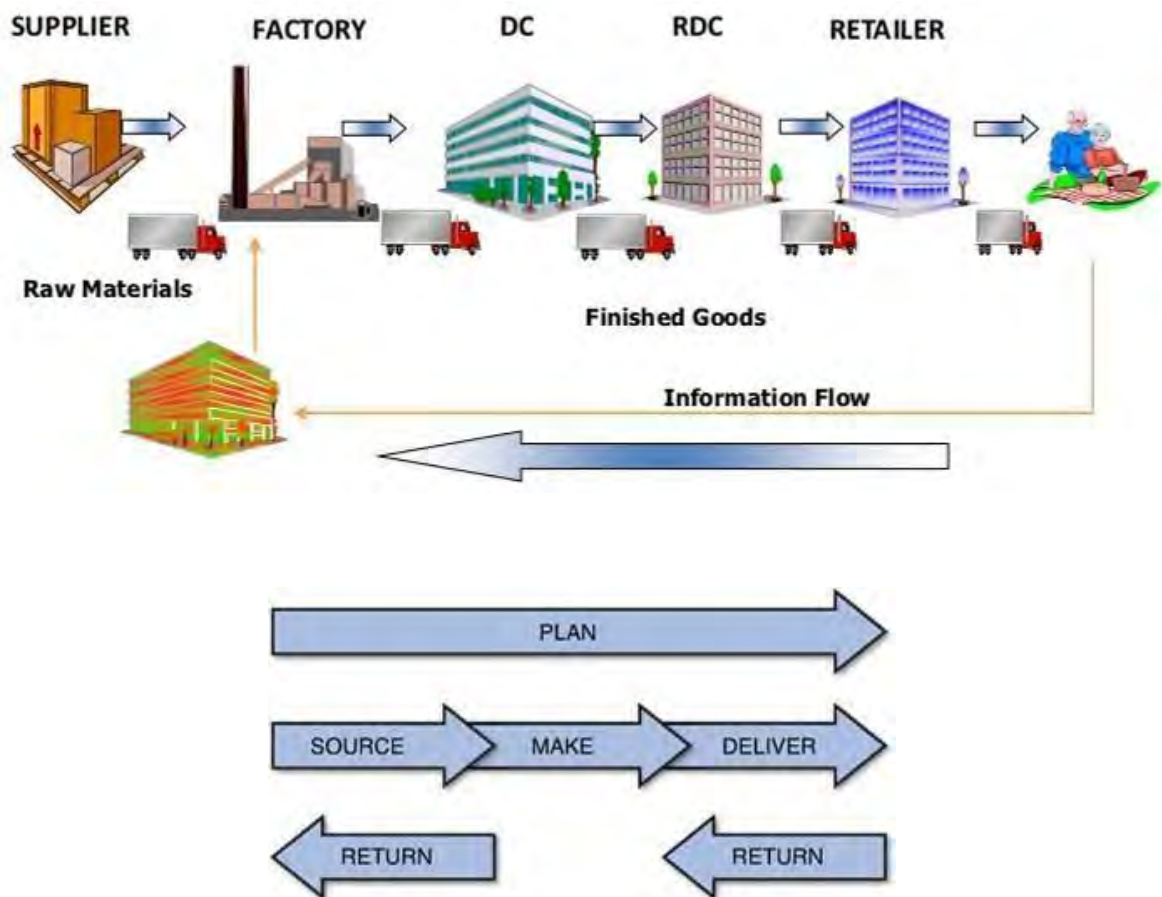 SUPPLIER FACTORY DC RDC RETAILER
Raw Materials
Finished Goods
Information Flow
PLAN
SOURCE MAKE DELIVER
RETURN RETURN